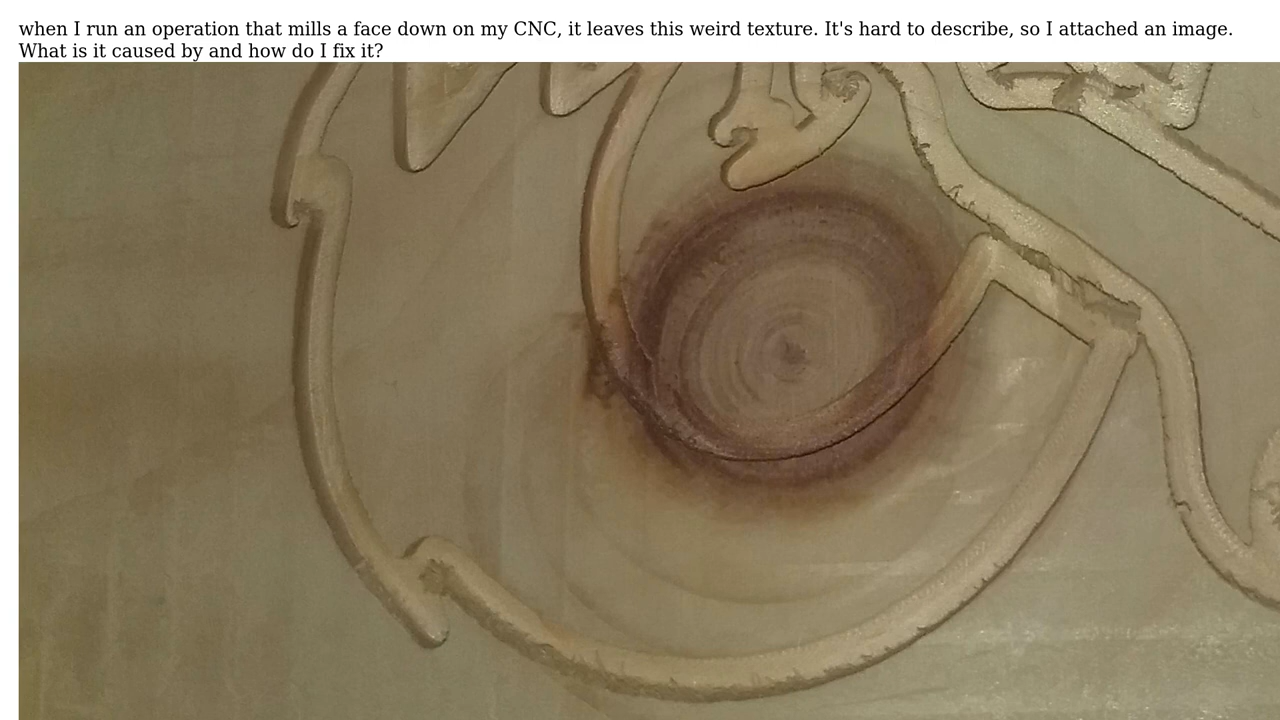 when I run an operation that mills a face down on my CNC, it leaves this weird texture. It's hard to describe, so I attached an image.
What is it caused by and how do I fix it?